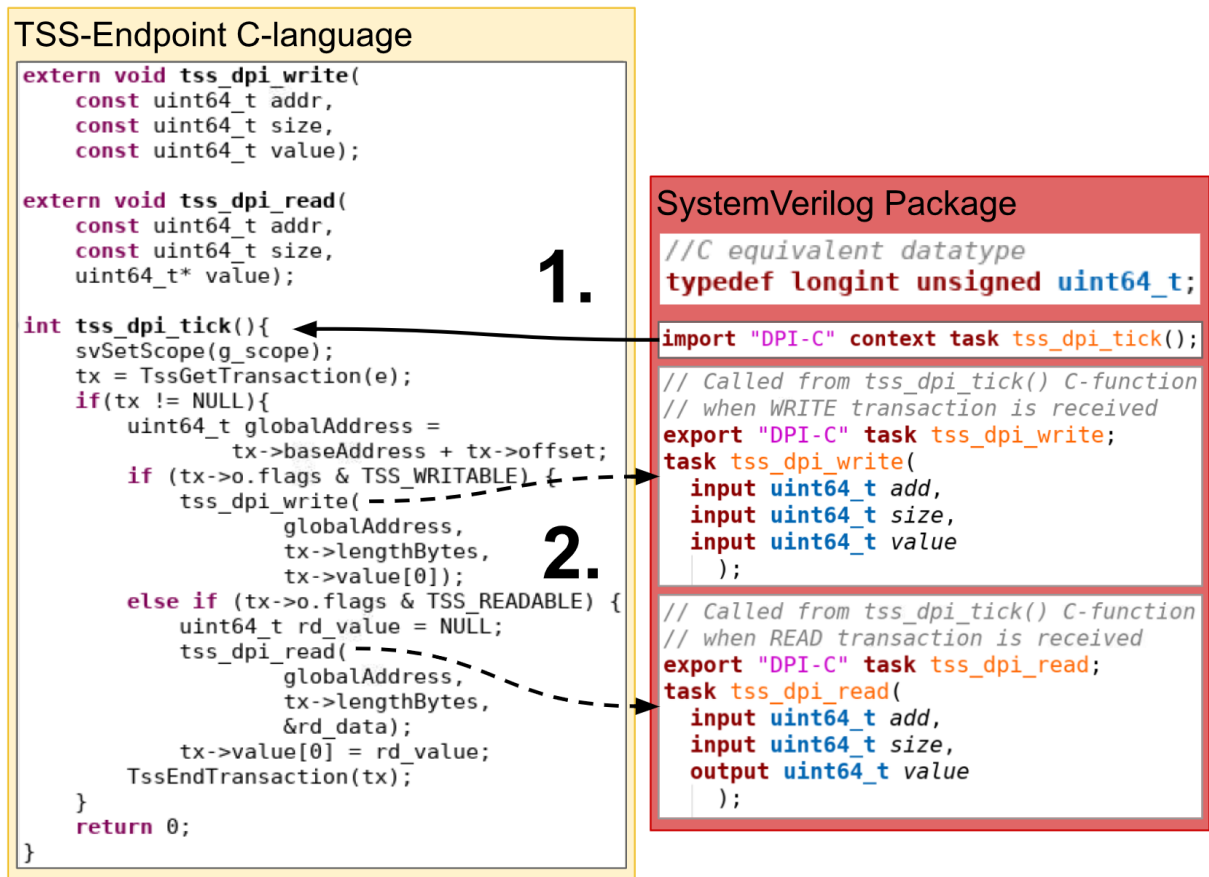 TSS-Endpoint C-language
extern void tss_dpi_write(
    const uint64_t addr,
    const uint64_t size,
    const uint64_t value);
extern void tss_dpi_read(
    const uint64_t addr,
    const uint64_t size,
    uint64_t* value);
int tss_dpi_tick(){
    svSetScope(g_scope);
    tx = TssGetTransaction(e);
    if(tx != NULL){
        uint64_t globalAddress =
                tx->baseAddress + tx->offset;
        if (tx->o.flags & TSS_WRITABLE) {
            tss_dpi_write(
                    globalAddress,
                    tx->lengthBytes,
                    tx->value[0]);
        else if (tx->o.flags & TSS_READABLE) {
            uint64_t rd_value = NULL;
            tss_dpi_read(
                    globalAddress,
                    tx->lengthBytes,
                    &rd_data);
            tx->value[0] = rd_value;
        TssEndTransaction(tx);
    }
    return 0;
}
1.
2.
SystemVerilog Package
//C equivalent datatype
typedef longint unsigned uint64_t;
import "DPI-C" context task tss_dpi_tick();
// Called from tss_dpi_tick() C-function
// when WRITE transaction is received
export "DPI-C" task tss_dpi_write;
task tss_dpi_write(
  input uint64_t add,
  input uint64_t size,
  input uint64_t value
    );
// Called from tss_dpi_tick() C-function
// when READ transaction is received
export "DPI-C" task tss_dpi_read;
task tss_dpi_read(
  input uint64_t add,
  input uint64_t size,
  output uint64_t value
    );